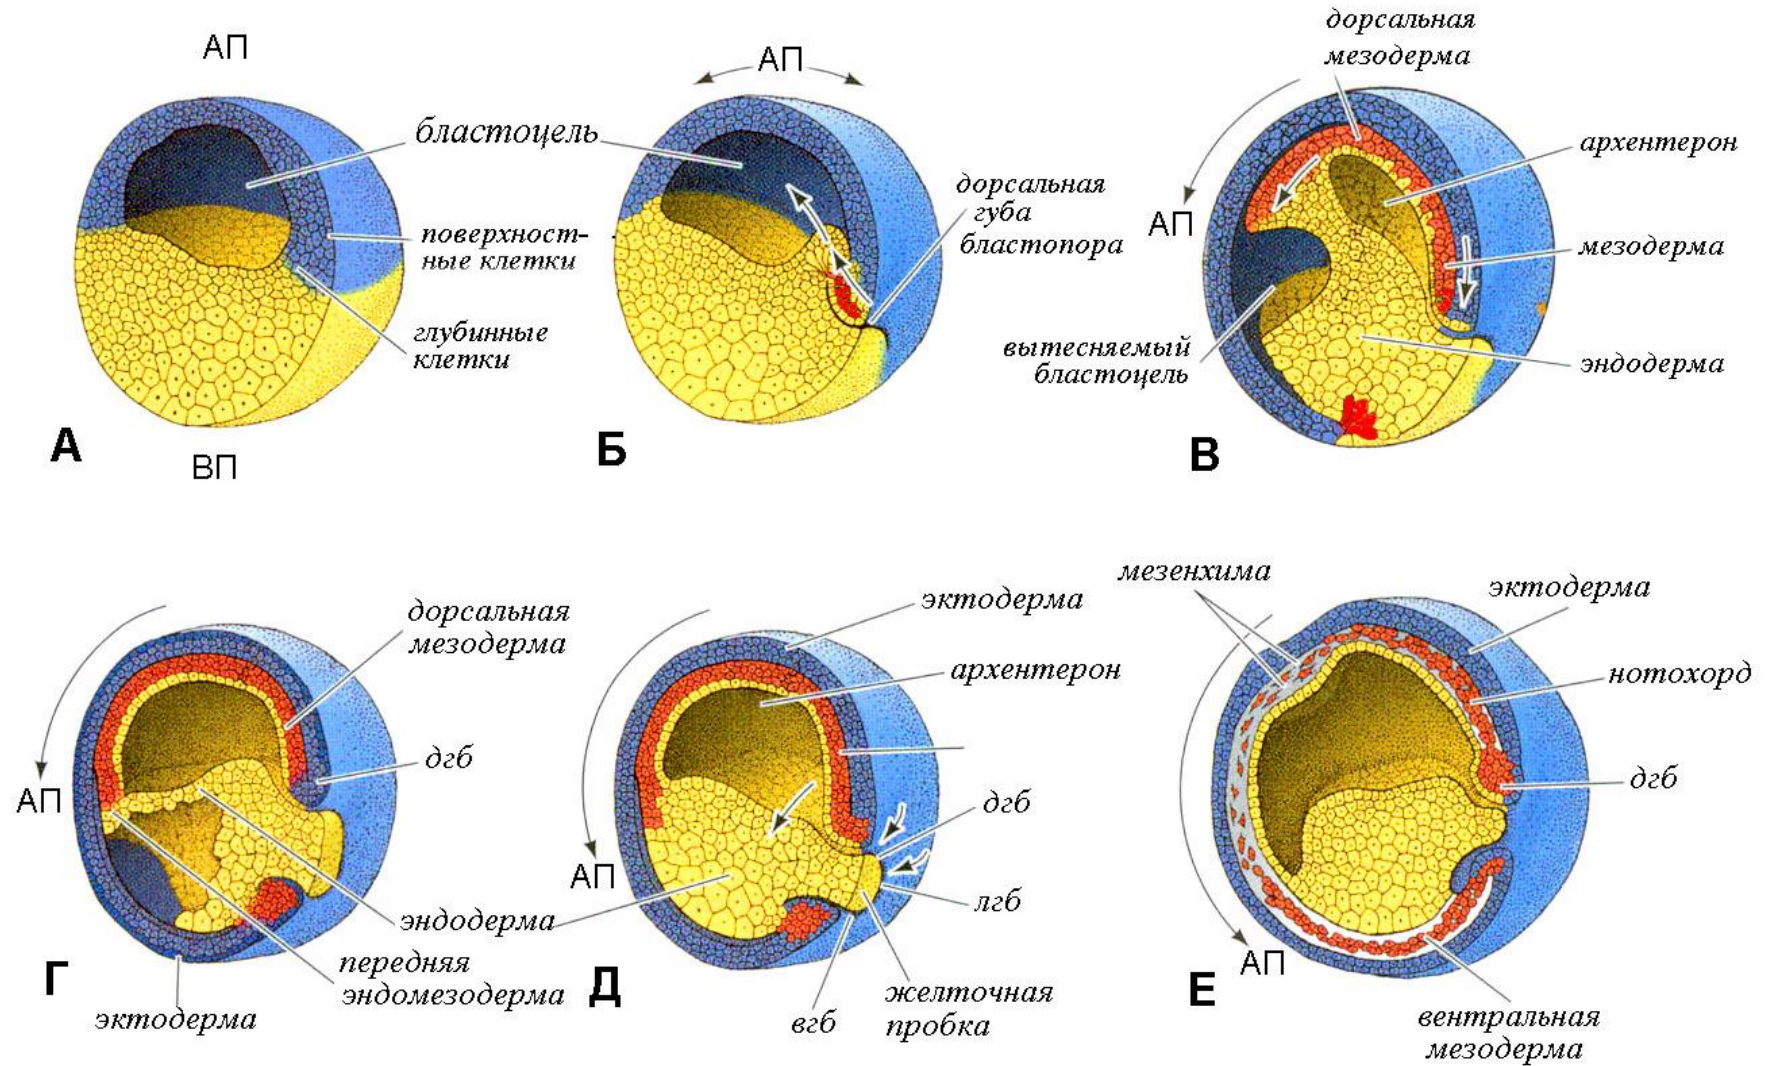 АП
бластоцель
поверхност-
ные клетки
глубинные
клетки
А
ВП
АП
дорсальная
губа
бластопора
Б
дорсальная
мезодерма
архентерон
АП
мезодерма
вытесняемый
бластоцель
эндодерма
В
дорсальная
мезодерма
дгб
АП
эндодерма
передняя
эндомезодерма
Г
эктодерма
эктодерма
архентерон
дгб
АП
лгб
Д
желточная
пробка
вгб
мезенхима
эктодерма
нотохорд
дгб
АП
Е
вентральная
мезодерма